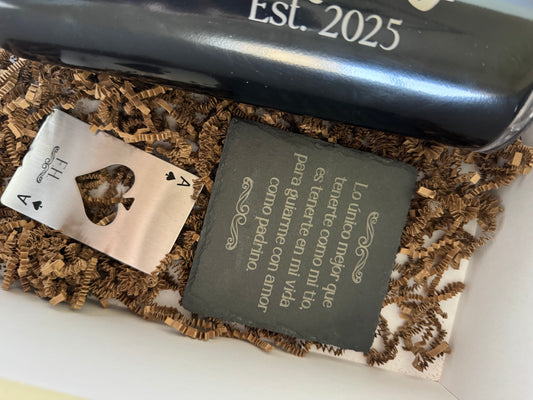 Est. 2025
A
FH
A
Lo único mejor que
tenerte como mi tío,
es tenerte en mi vida
para guiarme con amor
como padrino.